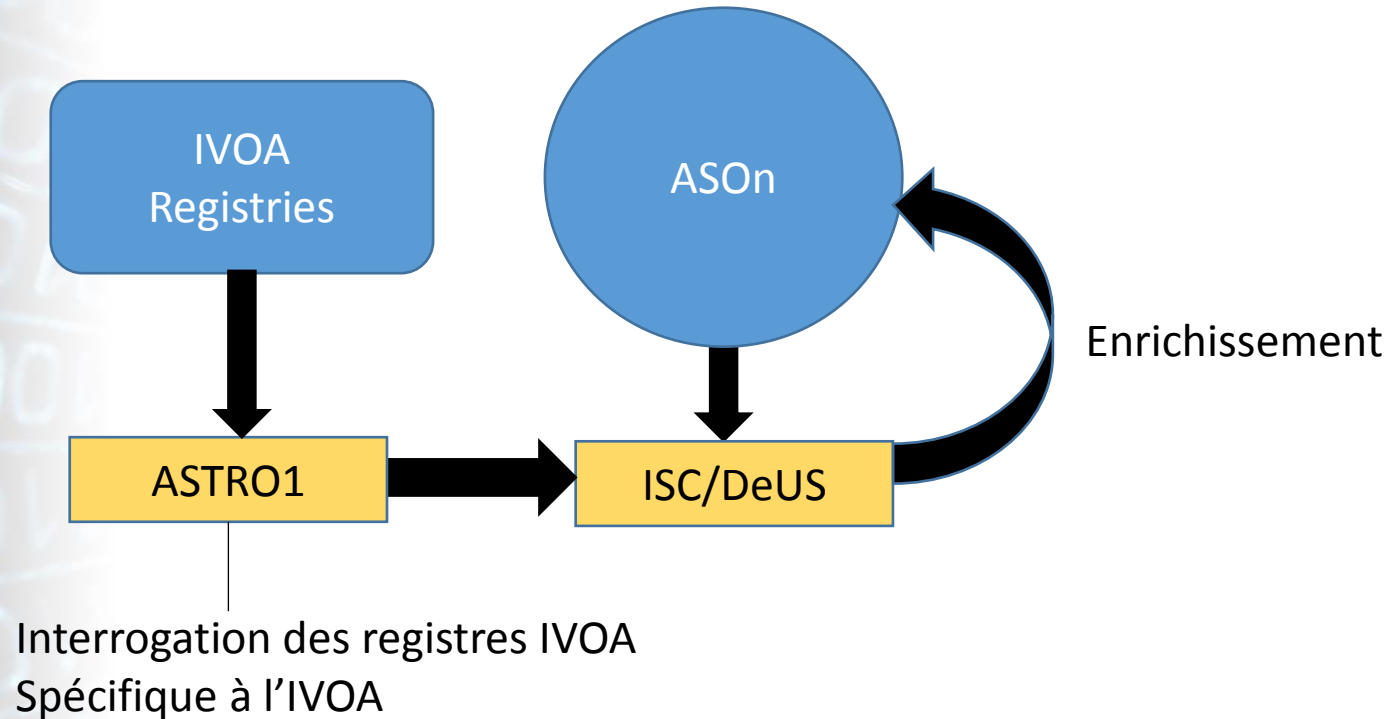 IVOA
Registries
ASOn
Enrichissement
ASTRO1
ISC/DeUS
Interrogation des registres IVOA
Spécifique à l’IVOA